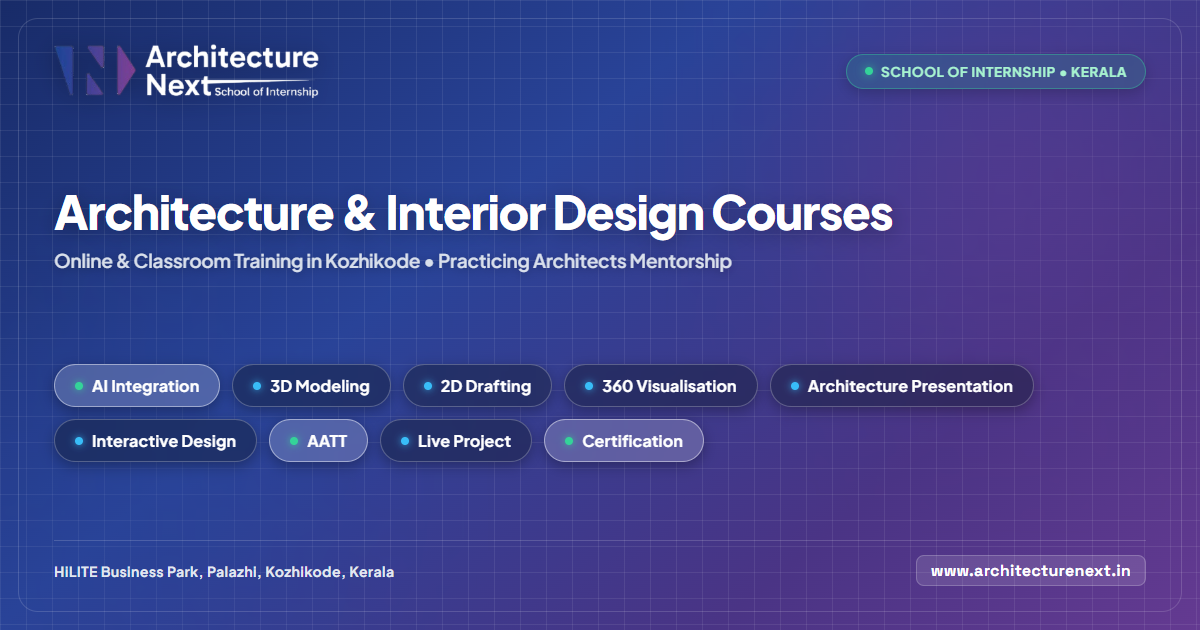 Architecture
Next School of Internship
SCHOOL OF INTERNSHIP • KERALA
Architecture & Interior Design Courses
Online & Classroom Training in Kozhikode • Practicing Architects Mentorship
AI Integration
3D Modeling
2D Drafting
360 Visualisation
Architecture Presentation
Interactive Design
AATT
Live Project
Certification
HiLITE Business Park, Palazhi, Kozhikode, Kerala
www.architecturenext.in